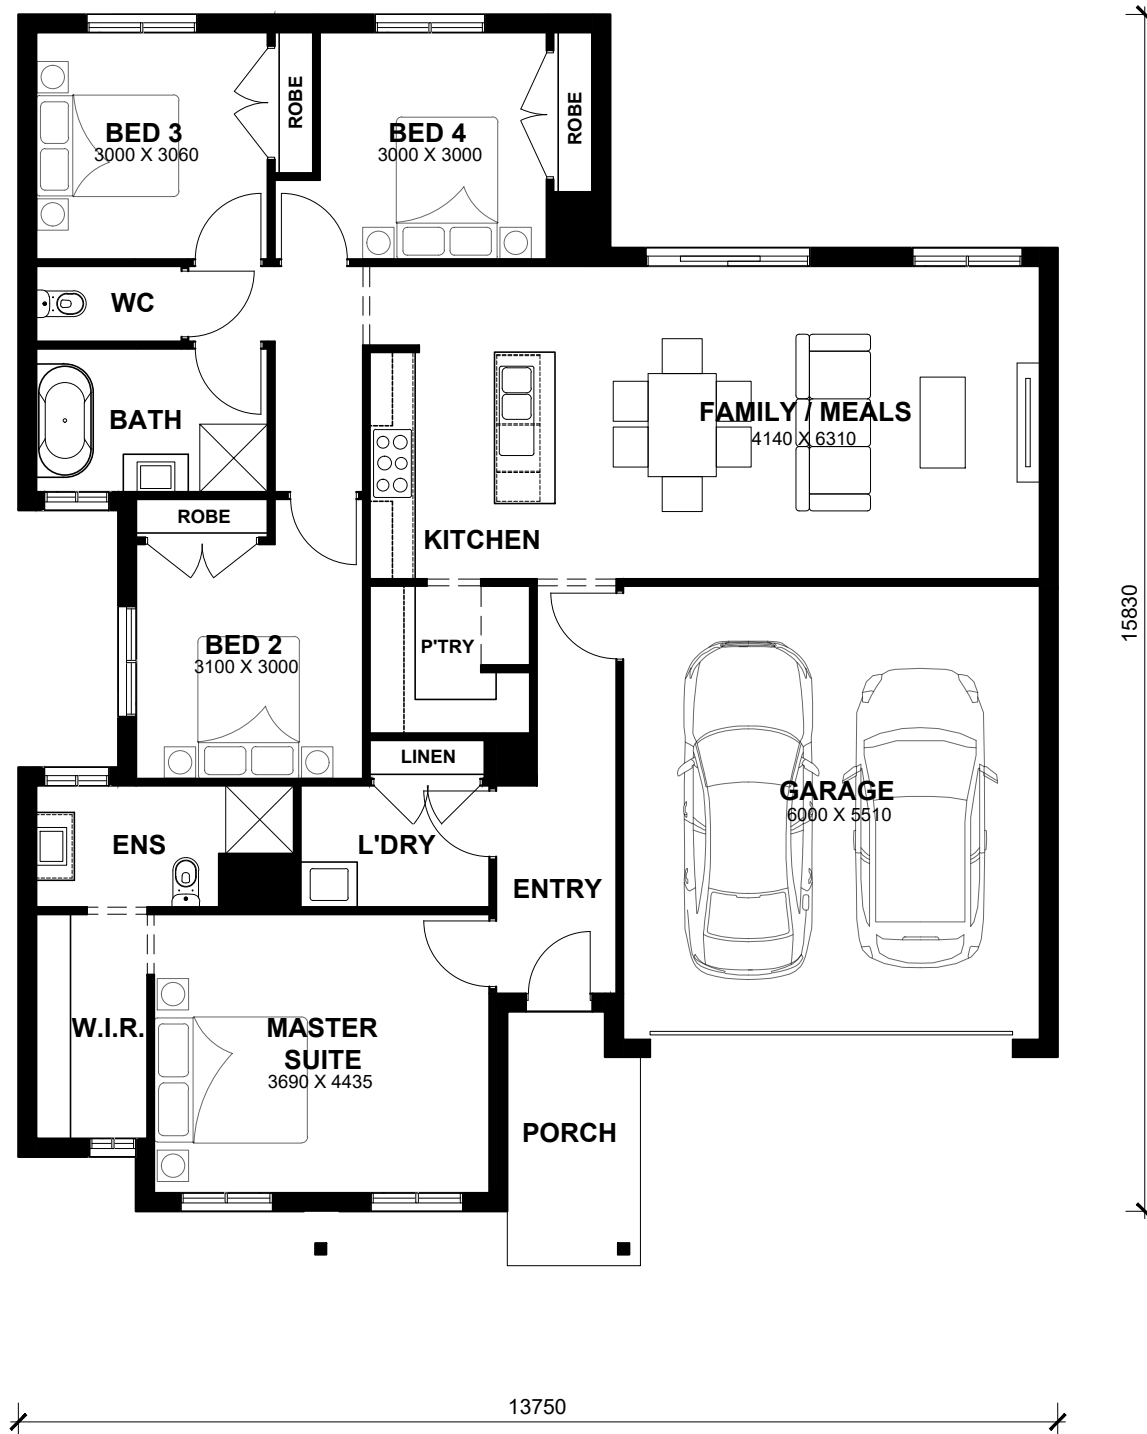 ROBE
ROBE
BED 3
3000 X 3060
BED 4
3000 X 3000
WC
BATH
FAMILY / MEALS
4140 X 6310
ROBE
KITCHEN
15830
BED 2
3100 X 3000
P'TRY
LINEN
GARAGE
6000 X 5510
ENS
L'DRY
ENTRY
W.I.R.
MASTER
SUITE
3690 X 4435
PORCH
13750